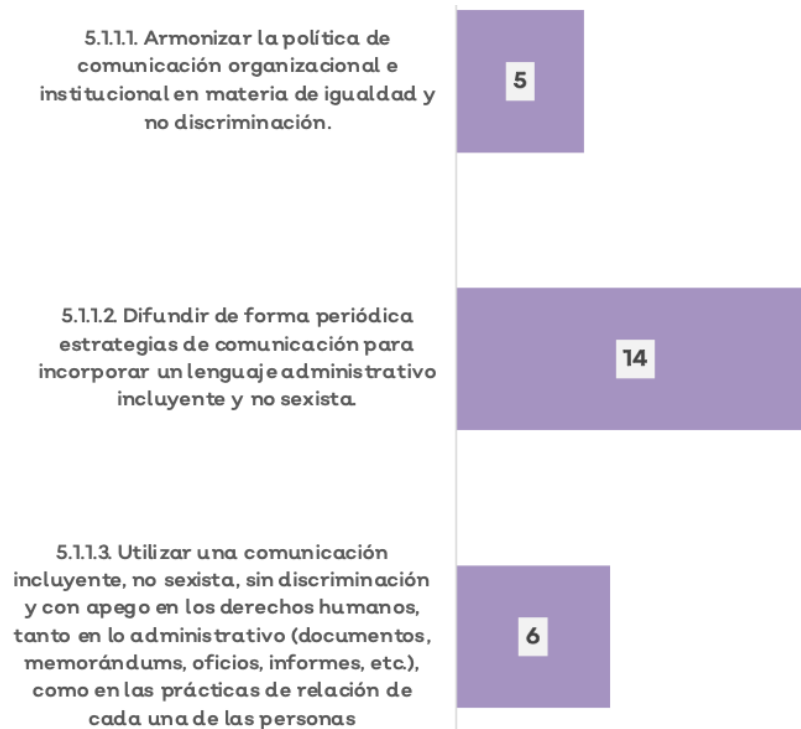 5.1.1.1. Armonizar la política de
comunicación organizacional e
institucional en materia de igualdad y
no discriminación.
5
5.1.1.2. Difundir de forma periódica
estrategias de comunicación para
incorporar un lenguaje administrativo
incluyente y no sexista.
14
5.1.1.3. Utilizar una comunicación
incluyente, no sexista, sin discriminación
y con apego en los derechos humanos,
tanto en lo administrativo (documentos,
memorándums, oficios, informes, etc.),
como en las prácticas de relación de
cada una de las personas
6